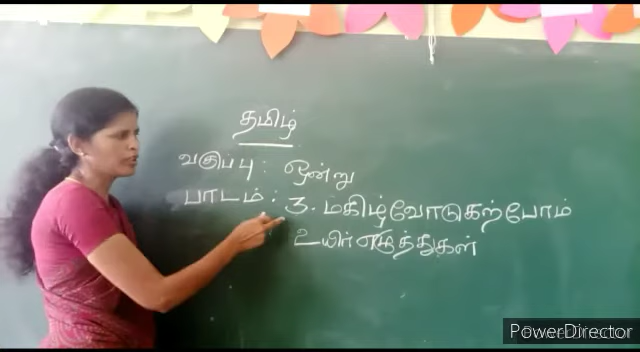 தமிழ்
வகுப்பு : ஒன்று
பாடம் : 3. மகிழ்வோடு கற்போம்
உயிர் எழுத்துகள்
PowerDirector